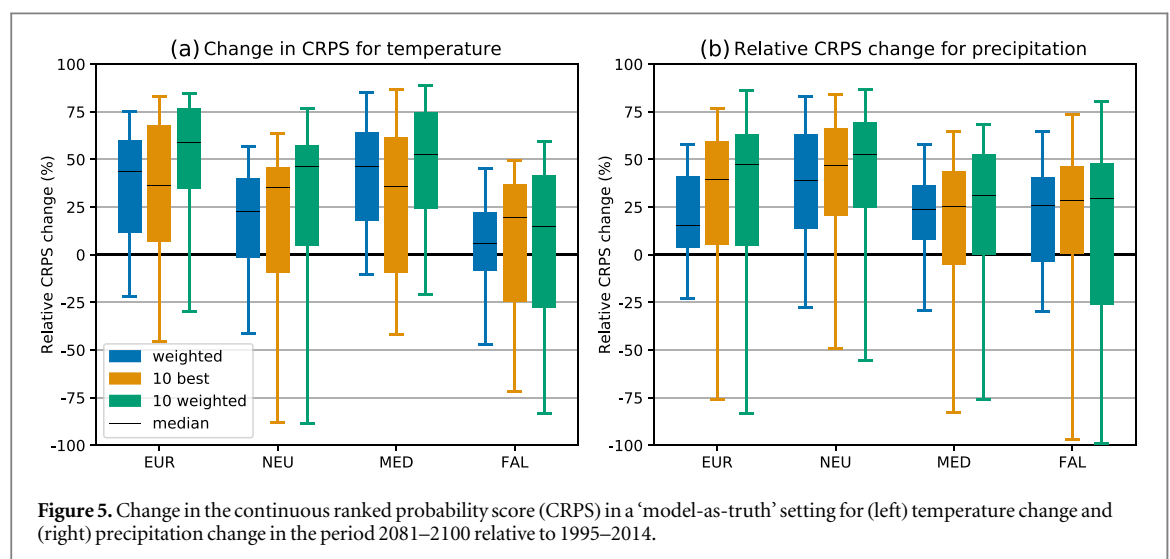 (a) Change in CRPS for temperature
Relative CRPS change (%)
100
75
50
25
0
-25
-50
-75
-100
weighted
10 best
10 weighted
median
EUR NEU MED FAL
(b) Relative CRPS change for precipitation
Relative CRPS change (%)
100
75
50
25
0
-25
-50
-75
-100
EUR NEU MED FAL
Figure 5. Change in the continuous ranked probability score (CRPS) in a ‘model-as-truth’ setting for (left) temperature change and
(right) precipitation change in the period 2081–2100 relative to 1995–2014.